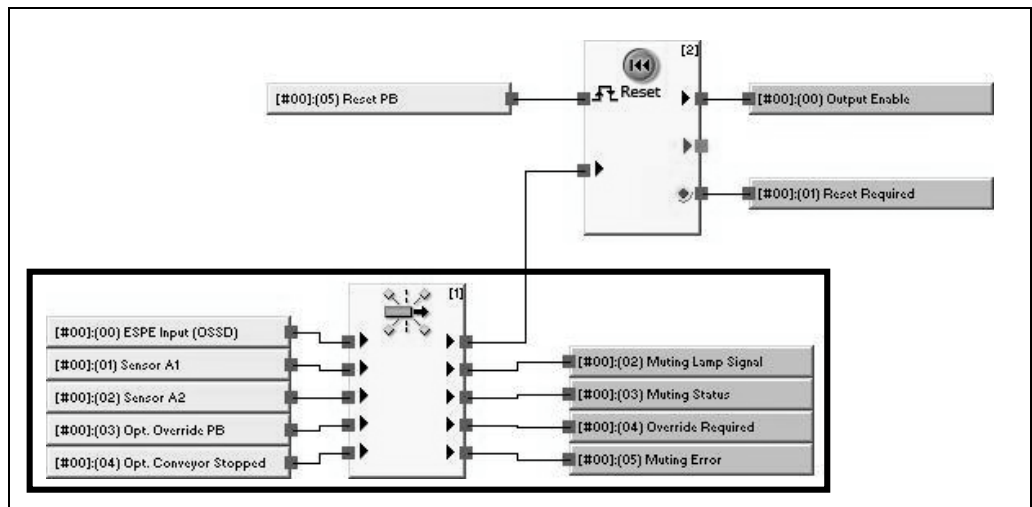 [2]
[#00]:(05) Reset PB
Reset
[#00]:(00) Output Enable
[#00]:(01) Reset Required
[1]
[#00]:(00) ESPE Input (OSSD)
[#00]:(01) Sensor A1
[#00]:(02) Sensor A2
[#00]:(03) Opt. Override PB
[#00]:(04) Opt. Conveyor Stopped
[#00]:(02) Muting Lamp Signal
[#00]:(03) Muting Status
[#00]:(04) Override Required
[#00]:(05) Muting Error